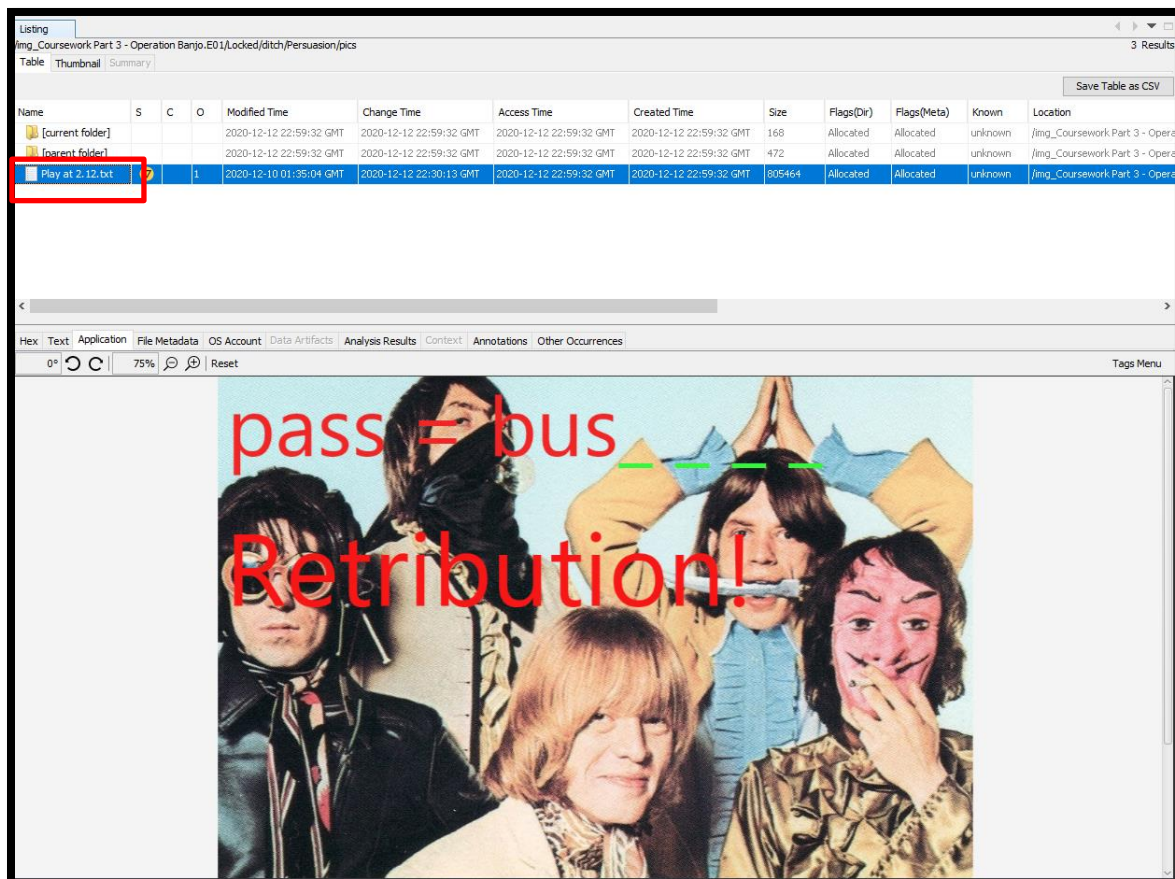 Listing
/img_Coursework Part 3 - Operation Banjo.E01/Locked/ditch/Persuasion/pics
3 Results
Table Thumbnail Summary
Save Table as CSV
Name S C O Modified Time Change Time Access Time Created Time Size Flags(Dir) Flags(Meta) Known Location
[current folder] 2020-12-12 22:59:32 GMT 2020-12-12 22:59:32 GMT 2020-12-12 22:59:32 GMT 2020-12-12 22:59:32 GMT 168 Allocated Allocated unknown /img_Coursework Part 3 - Opera
[parent folder] 2020-12-12 22:59:32 GMT 2020-12-12 22:59:32 GMT 2020-12-12 22:59:32 GMT 2020-12-12 22:59:32 GMT 472 Allocated Allocated unknown /img_Coursework Part 3 - Opera
Play at 2.12.txt 1 2020-12-10 01:35:04 GMT 2020-12-12 22:30:13 GMT 2020-12-12 22:59:32 GMT 2020-12-12 22:59:32 GMT 805464 Allocated Allocated unknown /img_Coursework Part 3 - Opera
Hex Text Application File Metadata OS Account Data Artifacts Analysis Results Context Annotations Other Occurrences
0° 75% Reset Tags Menu
pass = bus_ _ _ _
Retribution!